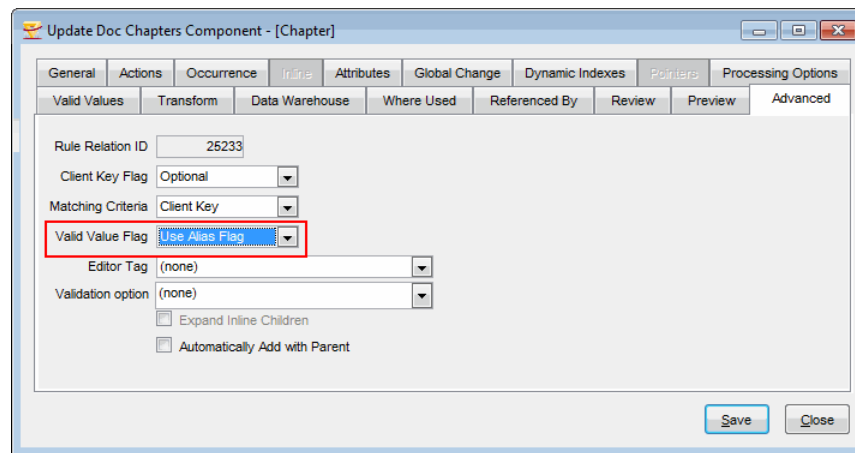 Update Doc Chapters Component - [Chapter]
General Actions Occurrence Inline Attributes Global Change Dynamic Indexes Pointers Processing Options
Valid Values Transform Data Warehouse Where Used Referenced By Review Preview Advanced
Rule Relation ID 25233
Client Key Flag Optional
Matching Criteria Client Key
Valid Value Flag Use Alias Flag
Editor Tag (none)
Validation option (none)
Expand Inline Children
Automatically Add with Parent
Save Close